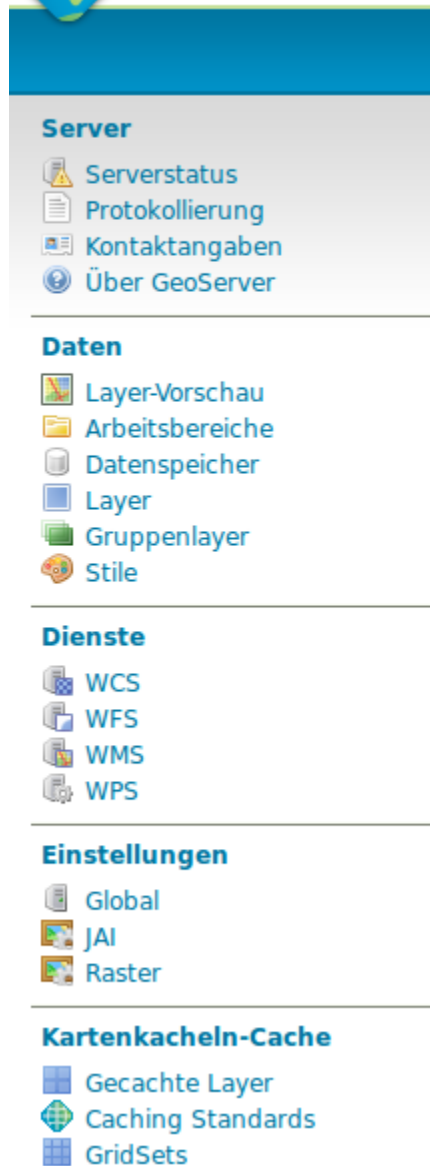 Server
Serverstatus
Protokollierung
Kontaktangaben
Über GeoServer
Daten
Layer-Vorschau
Arbeitsbereiche
Datenspeicher
Layer
Gruppenlayer
Stile
Dienste
WCS
WFS
WMS
WPS
Einstellungen
Global
JAI
Raster
Kartenkacheln-Cache
Gecachte Layer
Caching Standards
GridSets